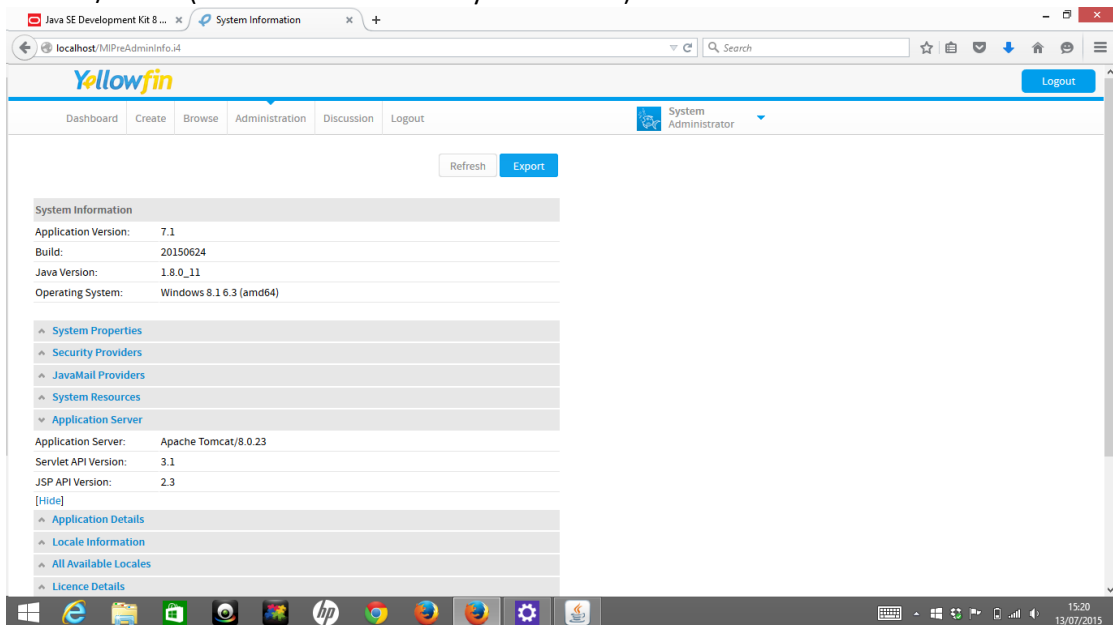 Java SE Development Kit 8 ...
System Information
localhost/MIPreAdminInfo.i4
Search
Yellowfin
Logout
Dashboard Create Browse Administration Discussion Logout
System
Administrator
Refresh Export
System Information
Application Version: 7.1
Build: 20150624
Java Version: 1.8.0_11
Operating System: Windows 8.1 6.3 (amd64)
System Properties
Security Providers
JavaMail Providers
System Resources
Application Server
Application Server: Apache Tomcat/8.0.23
Servlet API Version: 3.1
JSP API Version: 2.3
[Hide]
Application Details
Locale Information
All Available Locales
Licence Details
hp
15:20
13/07/2015